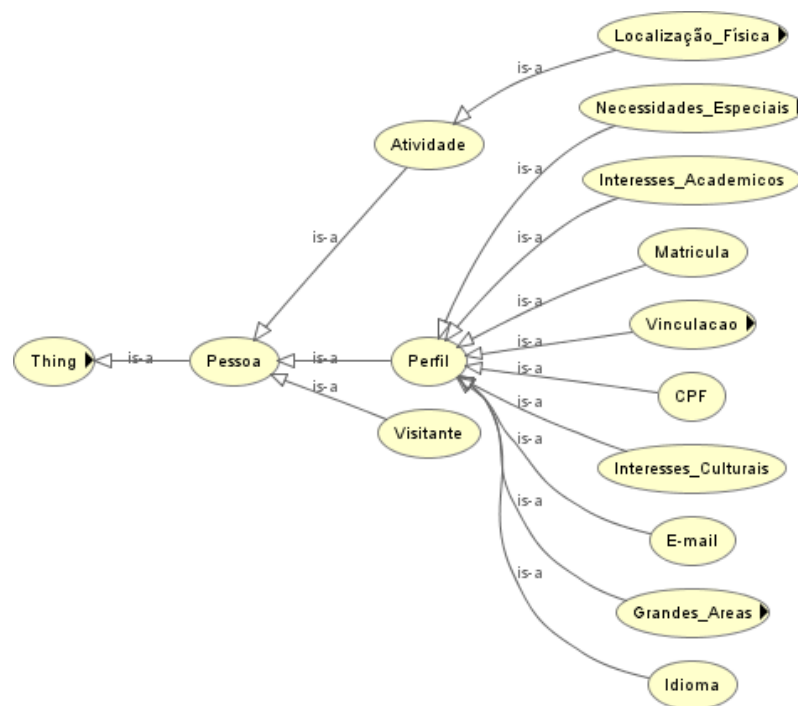 Localização_Física
is-a
Necessidades_Especiais
Atividade
is-a
Interesses_Academicos
is-a
is-a
Matricula
is-a
Vinculacao
is-a
Thing
is-a
Pessoa
is-a
Perfil
is-a
CPF
is-a
Visitante
is-a
is-a
Interesses_Culturais
is-a
E-mail
is-a
Grandes_Areas
is-a
Idioma